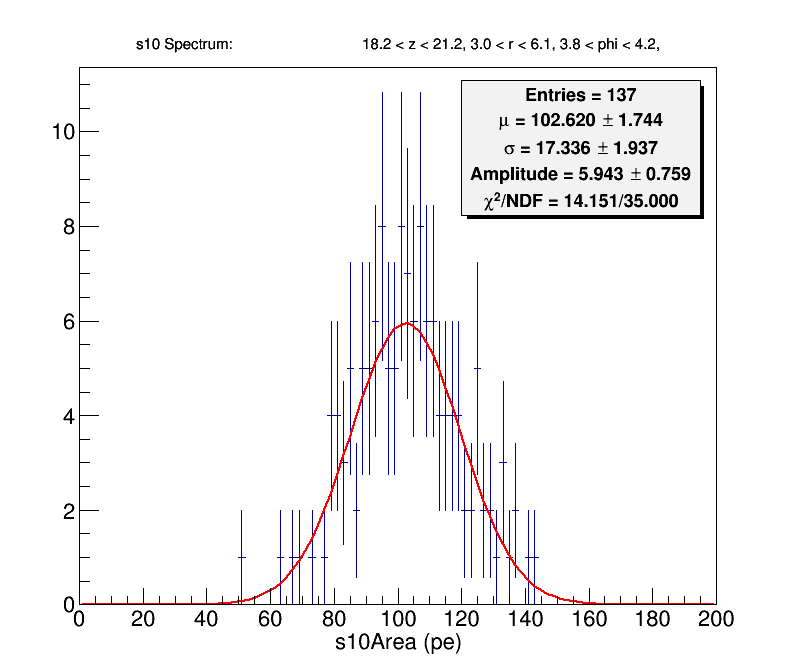 s10 Spectrum: 18.2 < z < 21.2, 3.0 < r < 6.1, 3.8 < phi < 4.2,
Entries = 137
μ = 102.620 ± 1.744
σ = 17.336 ± 1.937
Amplitude = 5.943 ± 0.759
χ²/NDF = 14.151/35.000
10
8
6
4
2
0
0 20 40 60 80 100 120 140 160 180 200
s10Area (pe)